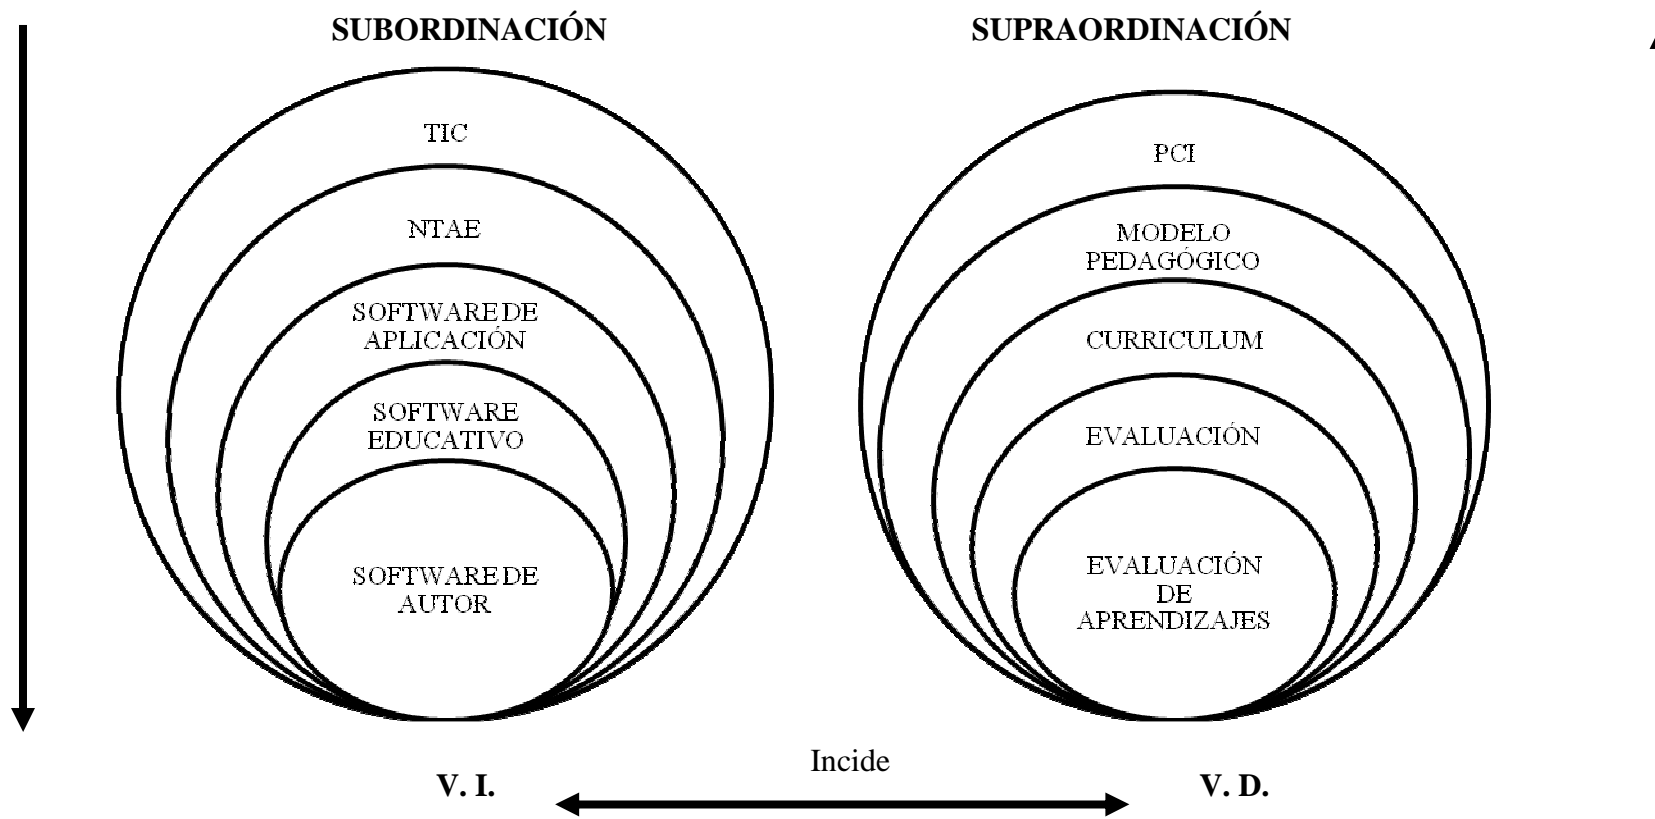 SUBORDINACIÓN
SUPRAORDINACIÓN
TIC
NTAE
SOFTWARE DE
APLICACIÓN
SOFTWARE
EDUCATIVO
SOFTWARE DE
AUTOR
PCI
MODELO
PEDAGÓGICO
CURRICULUM
EVALUACIÓN
EVALUACIÓN
DE
APRENDIZAJES
Incide
V. I.
V. D.